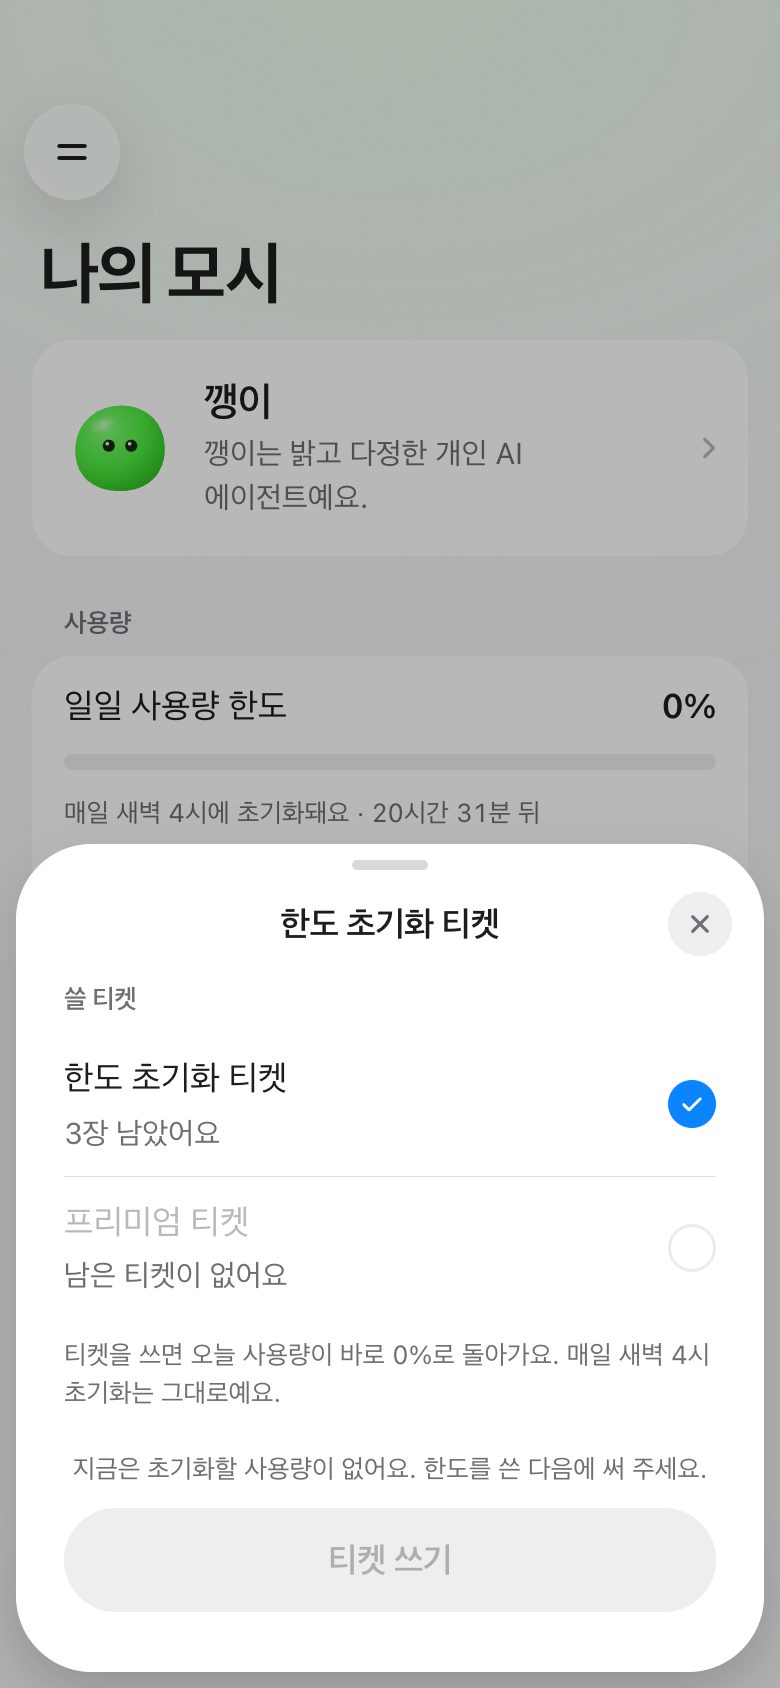 나의 모시
깽이
깽이는 밝고 다정한 개인 AI
에이전트예요.
사용량
일일 사용량 한도 0%
매일 새벽 4시에 초기화돼요 · 20시간 31분 뒤
한도 초기화 티켓
쓸 티켓
한도 초기화 티켓
3장 남았어요
프리미엄 티켓
남은 티켓이 없어요
티켓을 쓰면 오늘 사용량이 바로 0%로 돌아가요. 매일 새벽 4시
초기화는 그대로예요.
지금은 초기화할 사용량이 없어요. 한도를 쓴 다음에 써 주세요.
티켓 쓰기